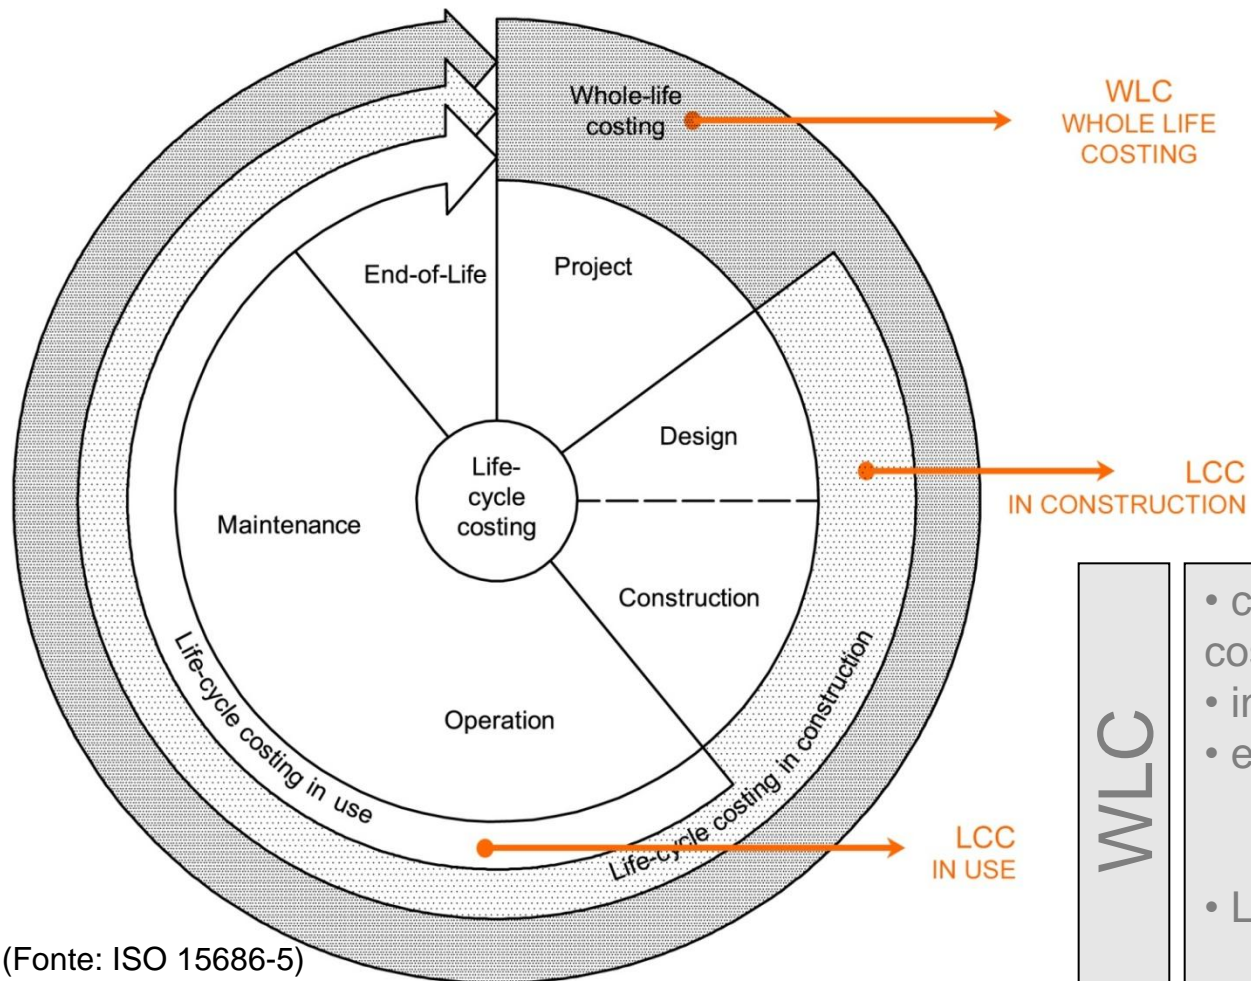 Whole-life
costing
WLC
WHOLE LIFE
COSTING
End-of-Life
Project
Design
Life-
cycle
costing
LCC
IN CONSTRUCTION
Maintenance
Construction
Operation
Life-cycle costing in use
Life-cycle costing in construction
LCC
IN USE
WLC
•
•
•
• L
(Fonte: ISO 15686-5)